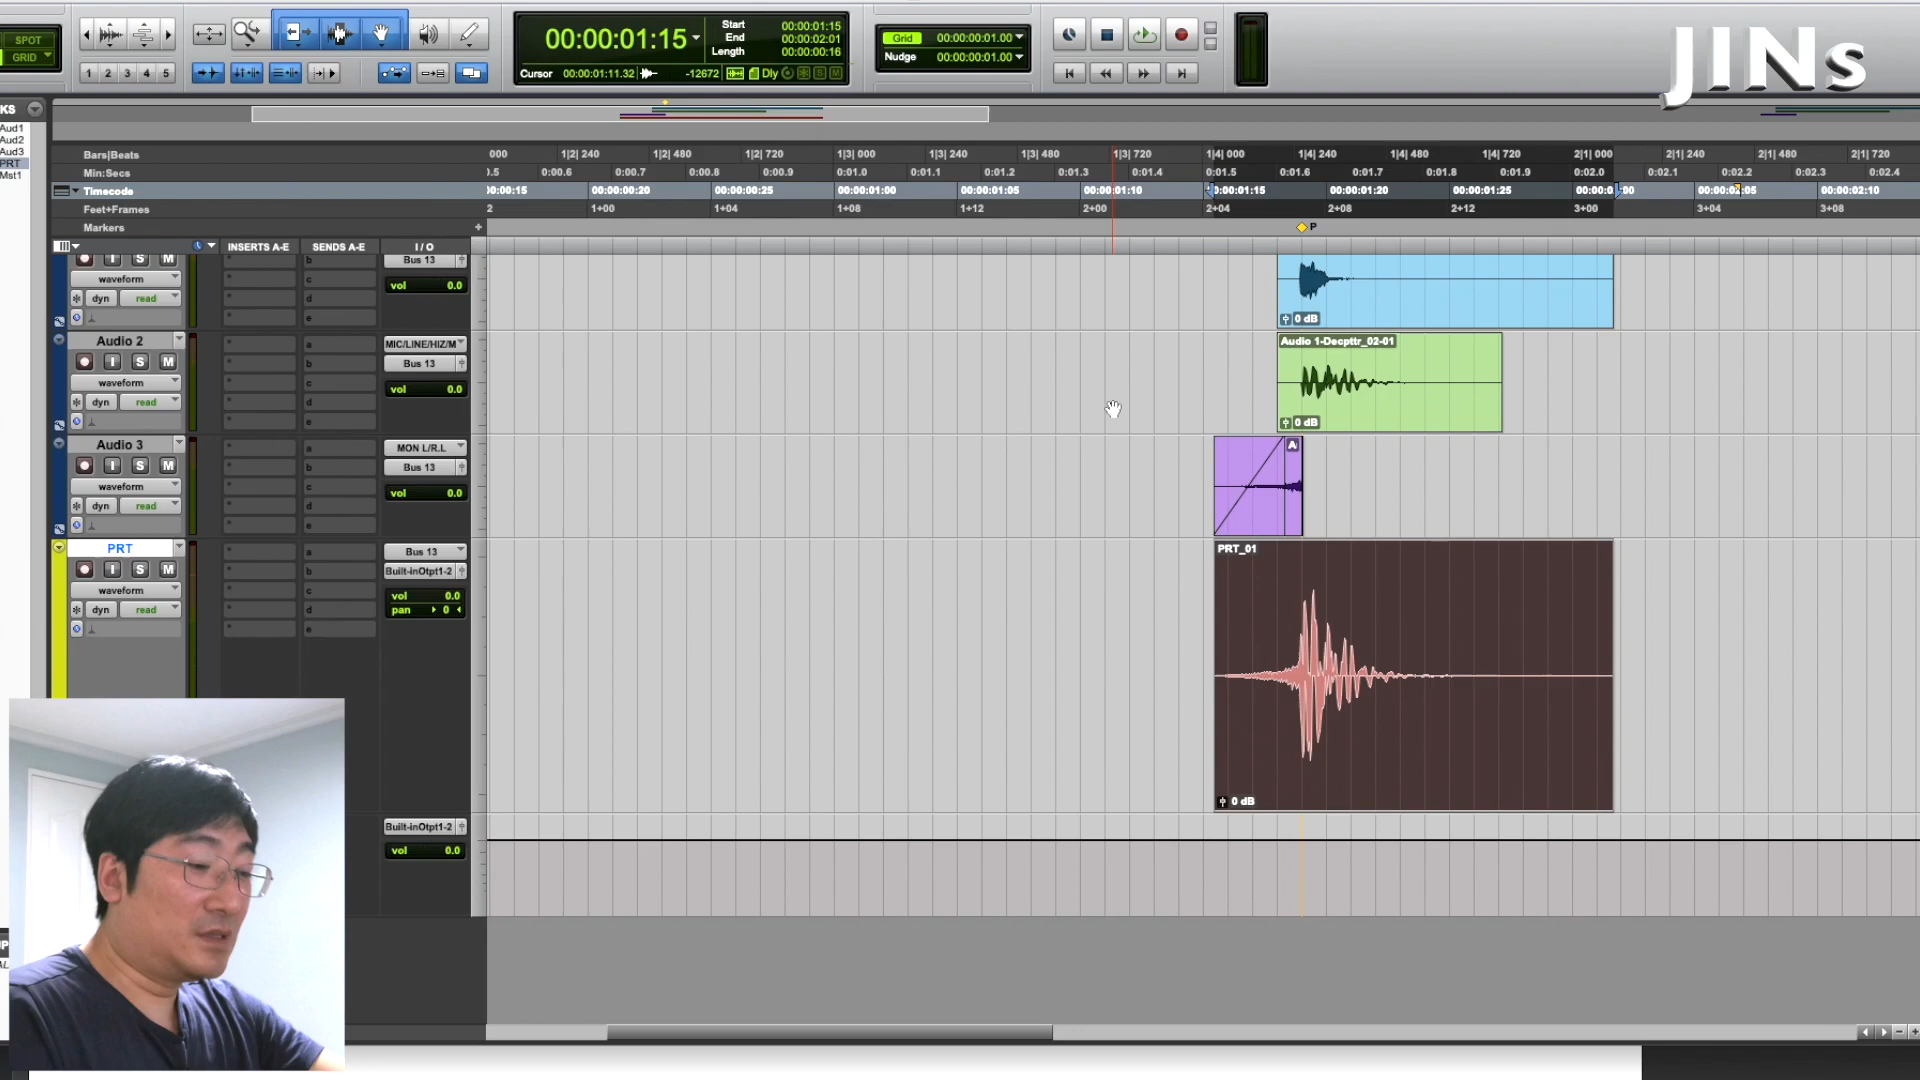 SPOT
GRID
1 2 3 4 5
00:00:01:15
Start 00:00:01:15
End 00:00:02:01
Length 00:00:00:16
Cursor 00:00:01:11.32 -12672 Dly S M
Grid 00:00:00:01.00
Nudge 00:00:00:01.00
JINs
KS
Aud1
Aud2
Aud3
PRT
Mst1
Bars|Beats 000 1|2| 240 1|2| 480 1|2| 720 1|3| 000 1|3| 240 1|3| 480 1|3| 720 1|4| 000 1|4| 240 1|4| 480 1|4| 720 2|1| 000 2|1| 240 2|1| 480 2|1| 720
Min:Secs 0:00.6 0:00.7 0:00.8 0:00.9 0:01.0 0:01.1 0:01.2 0:01.3 0:01.4 0:01.5 0:01.6 0:01.7 0:01.8 0:01.9 0:02.0 0:02.1 0:02.2 0:02.3 0:02.4
Timecode 00:00:00:20 00:00:00:25 00:00:01:00 00:00:01:05 00:00:01:10 00:00:01:20 00:00:01:25 00:00:02:10
Feet+Frames 2 1+00 1+04 1+08 1+12 2+00 2+04 2+08 2+12 3+00 3+04 3+08
Markers + P
INSERTS A-E SENDS A-E I / O
I S M b Bus 13
waveform c vol 0.0
dyn read d
e
Audio 2 a MIC/LINE/HIZ/M Audio 1-Decpttr_02-01
I S M b Bus 13
waveform c vol 0.0
dyn read d
e
0 dB
0 dB
Audio 3 a MON L/R.L A
I S M b Bus 13
waveform c vol 0.0
dyn read d
e
PRT a Bus 13 PRT_01
I S M b Built-inOtpt1-2
waveform c vol 0.0
dyn read d pan 0
e
0 dB
Built-inOtpt1-2
vol 0.0